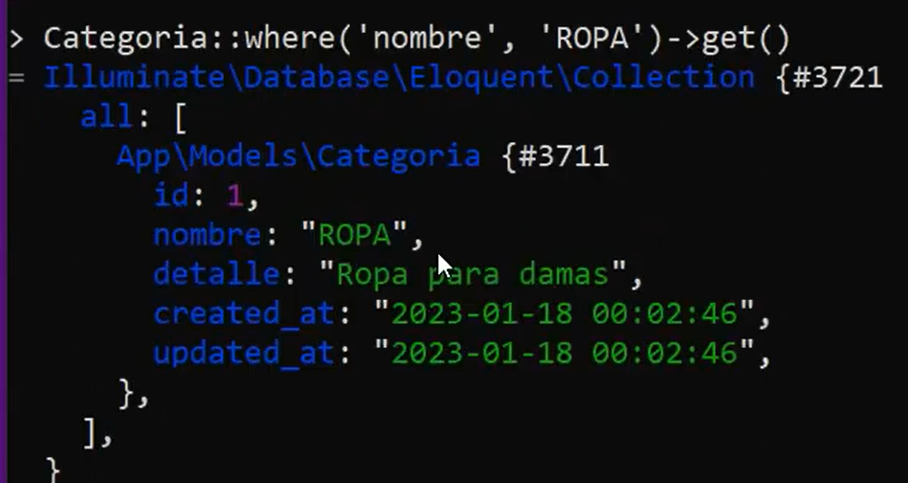 > Categoria::where('nombre', 'ROPA')->get()
= Illuminate\Database\Eloquent\Collection {#3721
all: [
App\Models\Categoria {#3711
id: 1,
nombre: "ROPA",
detalle: "Ropa para damas",
created_at: "2023-01-18 00:02:46",
updated_at: "2023-01-18 00:02:46",
},
],
}